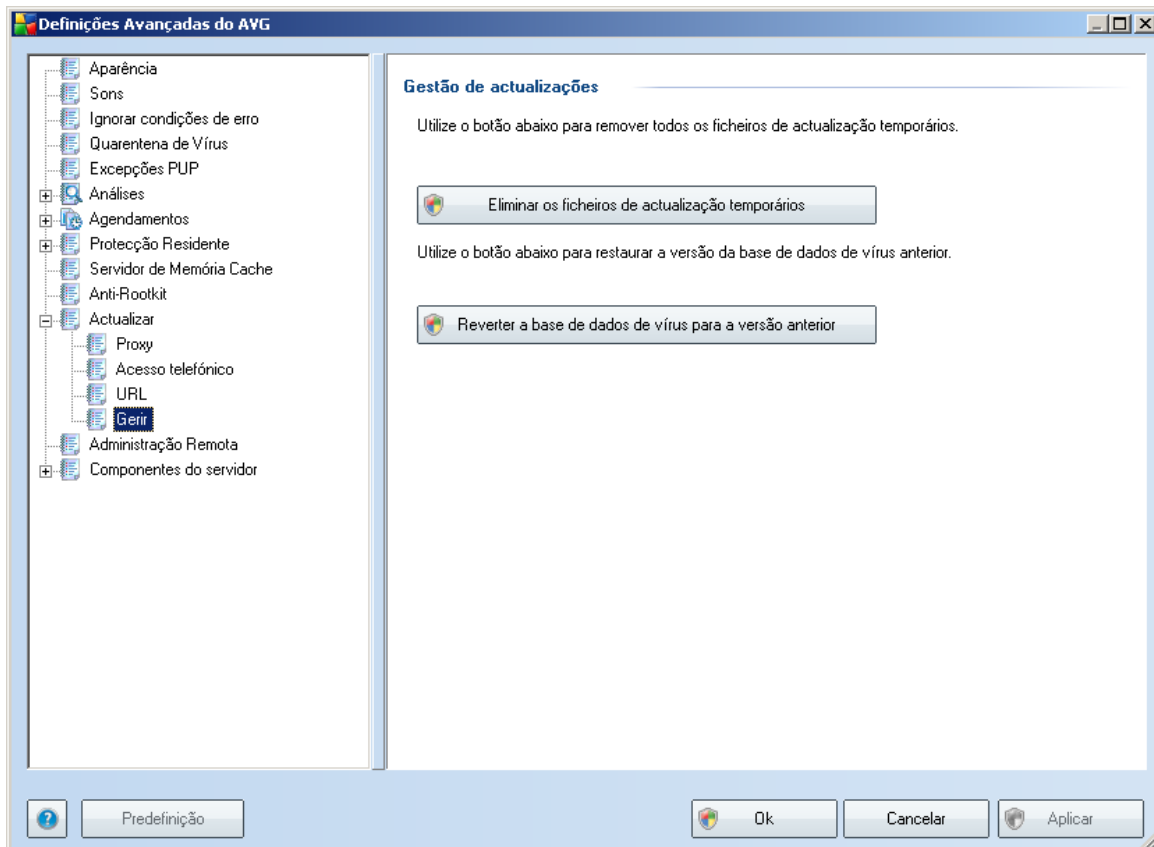 Definições Avançadas do AVG
Aparência
Sons
Ignorar condições de erro
Quarentena de Vírus
Excepções PUP
Análises
Agendamentos
Protecção Residente
Servidor de Memória Cache
Anti-Rootkit
Actualizar
Proxy
Acesso telefónico
URL
Gerir
Administração Remota
Componentes do servidor
Gestão de actualizações
Utilize o botão abaixo para remover todos os ficheiros de actualização temporários.
Eliminar os ficheiros de actualização temporários
Utilize o botão abaixo para restaurar a versão da base de dados de vírus anterior.
Reverter a base de dados de vírus para a versão anterior
Predefinição
Ok
Cancelar
Aplicar